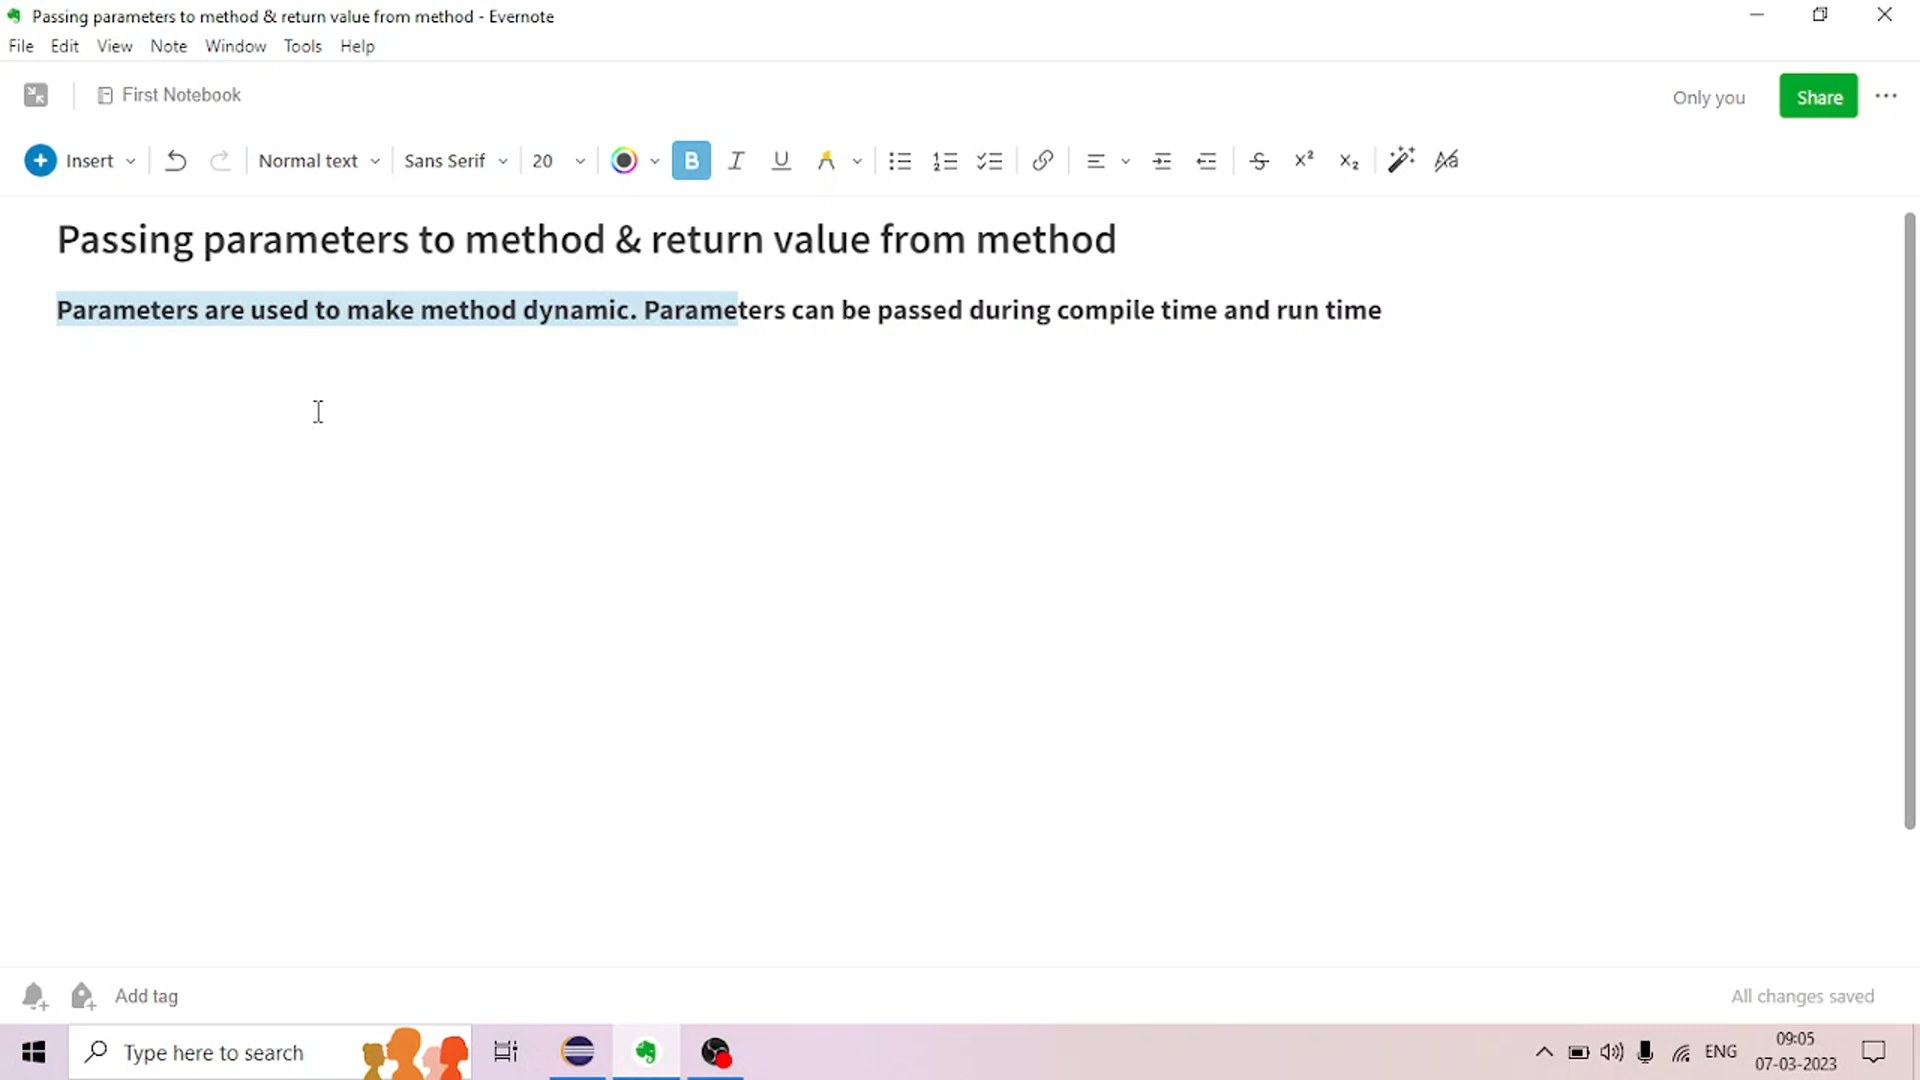 Passing parameters to method & return value from method - Evernote
File Edit View Note Window Tools Help
First Notebook
Only you
Share
Insert
Normal text
Sans Serif
20
B I U
Passing parameters to method & return value from method
Parameters are used to make method dynamic. Parameters can be passed during compile time and run time
Add tag
All changes saved
Type here to search
ENG
09:05
07-03-2023